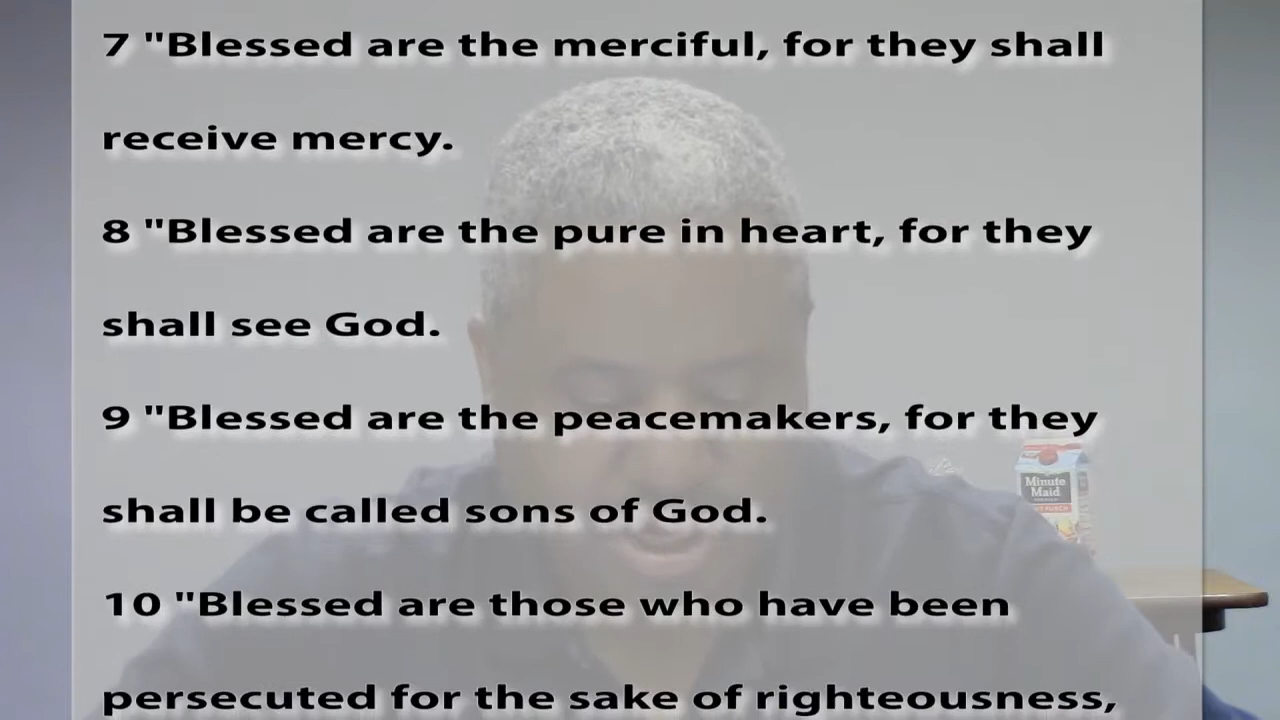 7 "Blessed are the merciful, for they shall
receive mercy.
8 "Blessed are the pure in heart, for they
shall see God.
9 "Blessed are the peacemakers, for they
shall be called sons of God.
Minute
Maid
10 "Blessed are those who have been
persecuted for the sake of righteousness,